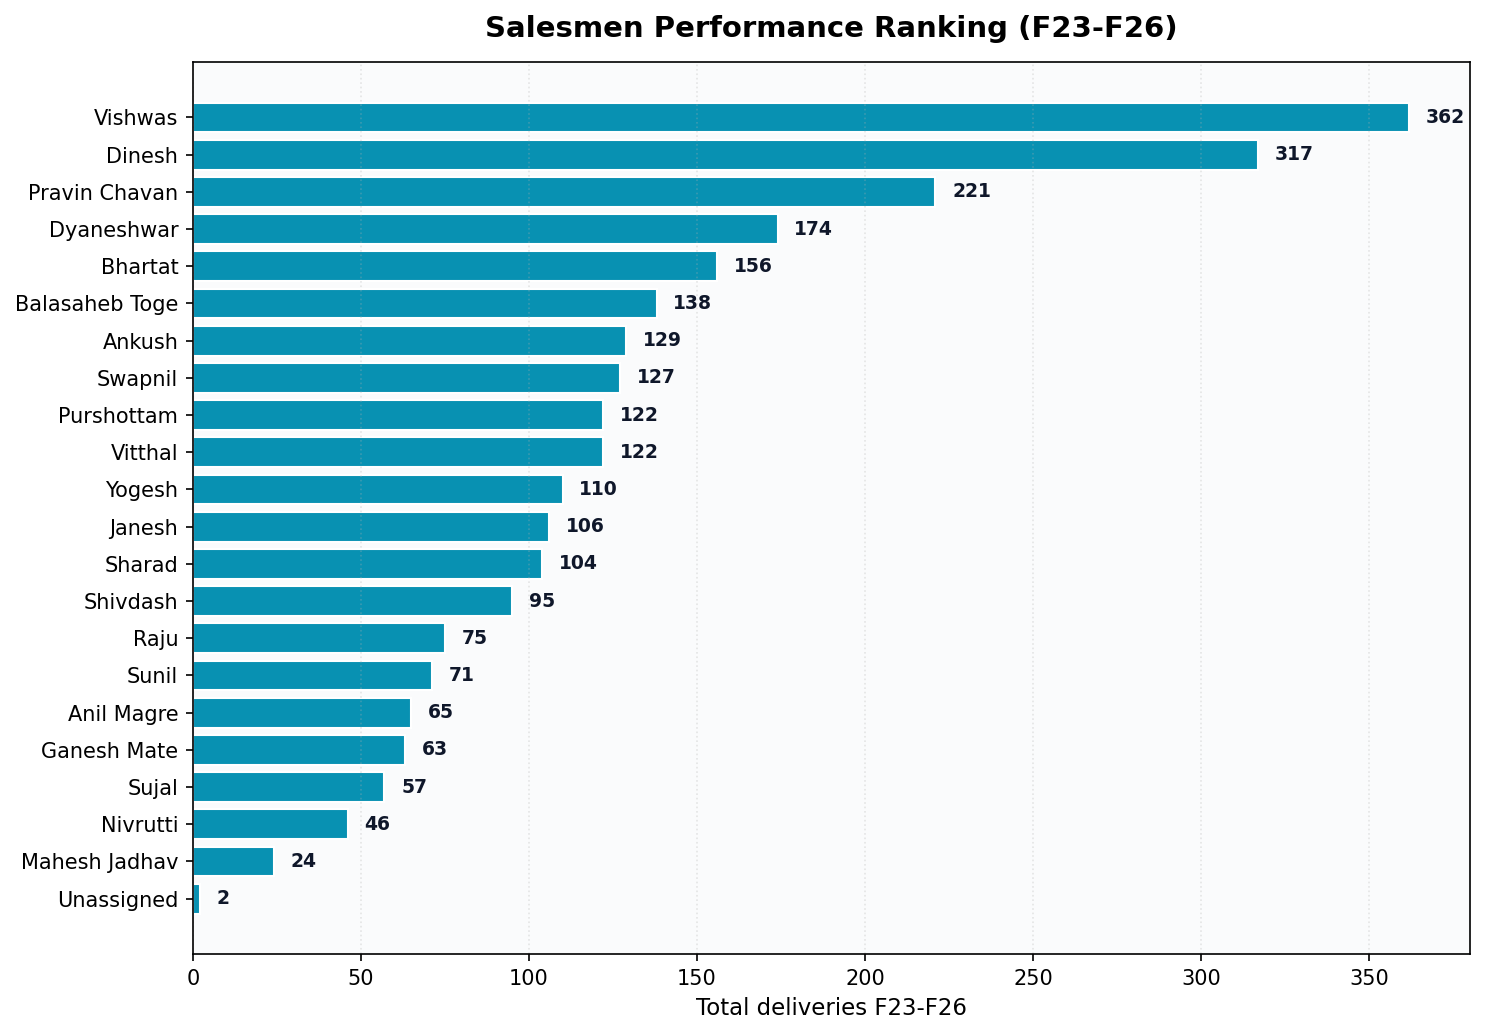 Salesmen Performance Ranking (F23-F26)
Vishwas 362
Dinesh 317
Pravin Chavan 221
Dyaneshwar 174
Bhartat 156
Balasaheb Toge 138
Ankush 129
Swapnil 127
Purshottam 122
Vitthal 122
Yogesh 110
Janesh 106
Sharad 104
Shivdash 95
Raju 75
Sunil 71
Anil Magre 65
Ganesh Mate 63
Sujal 57
Nivrutti 46
Mahesh Jadhav 24
Unassigned 2
0 50 100 150 200 250 300 350
Total deliveries F23-F26